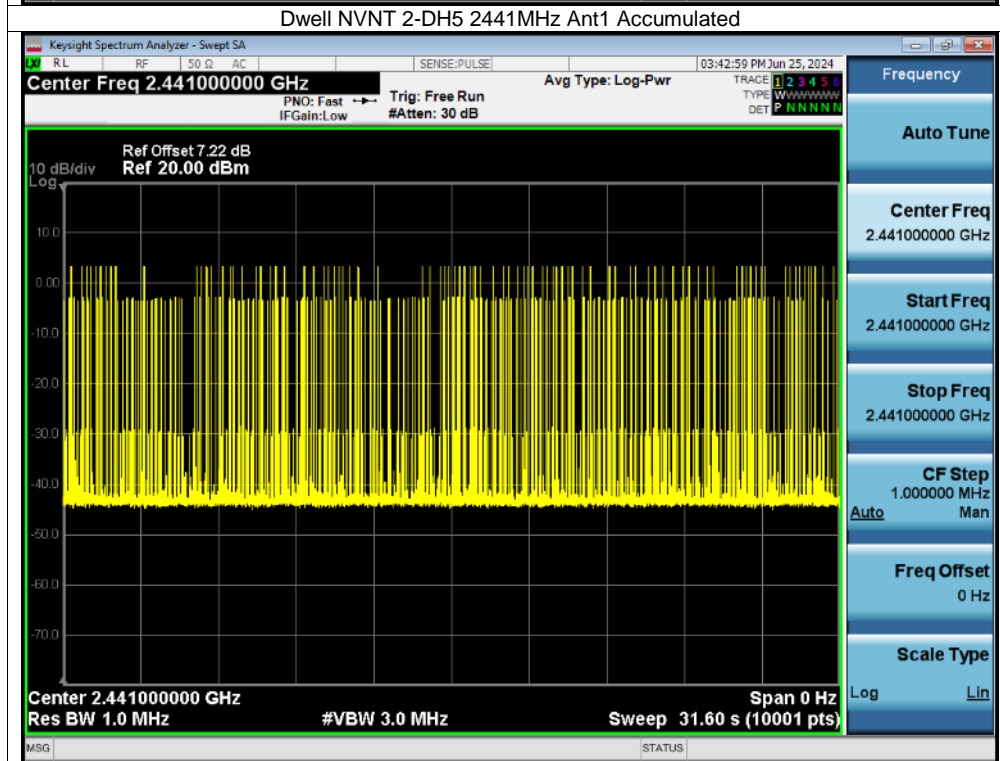 Dwell NVNT 2-DH5 2441MHz Ant1 Accumulated
Keysight Spectrum Analyzer - Swept SA
RL RF 50 Ω AC SENSE:PULSE 03:42:59 PM Jun 25, 2024
Center Freq 2.441000000 GHz Avg Type: Log-Pwr TRACE 1 2 3 4 5 6
PNO: Fast Trig: Free Run TYPE WWWWWW
IFGain:Low #Atten: 30 dB DET P NNNNN
Frequency
Auto Tune
Ref Offset 7.22 dB
10 dB/div Ref 20.00 dBm
Log
10.0
0.00
-10.0
-20.0
-30.0
-40.0
-50.0
-60.0
-70.0
Center Freq
2.441000000 GHz
Start Freq
2.441000000 GHz
Stop Freq
2.441000000 GHz
CF Step
1.000000 MHz
Auto Man
Freq Offset
0 Hz
Scale Type
Log Lin
Center 2.441000000 GHz Span 0 Hz
Res BW 1.0 MHz #VBW 3.0 MHz Sweep 31.60 s (10001 pts)
MSG STATUS